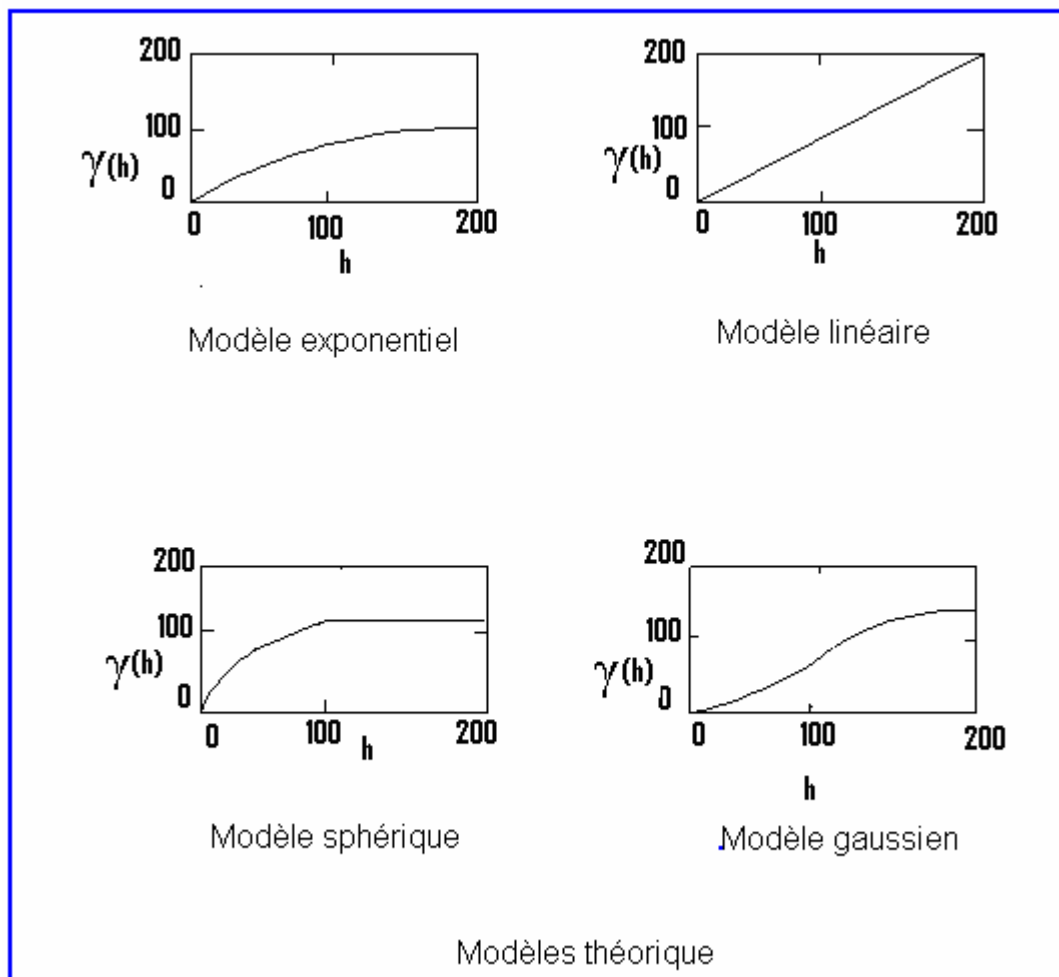 200
100
γ(h)
0
0 100 200
h
Modèle exponentiel
200
100
γ(h)
0
0 100 200
h
Modèle linéaire
200
100
γ(h)
0
0 100 200
h
Modèle sphérique
200
100
γ(h)
0
0 100 200
h
Modèle gaussien
Modèles théorique